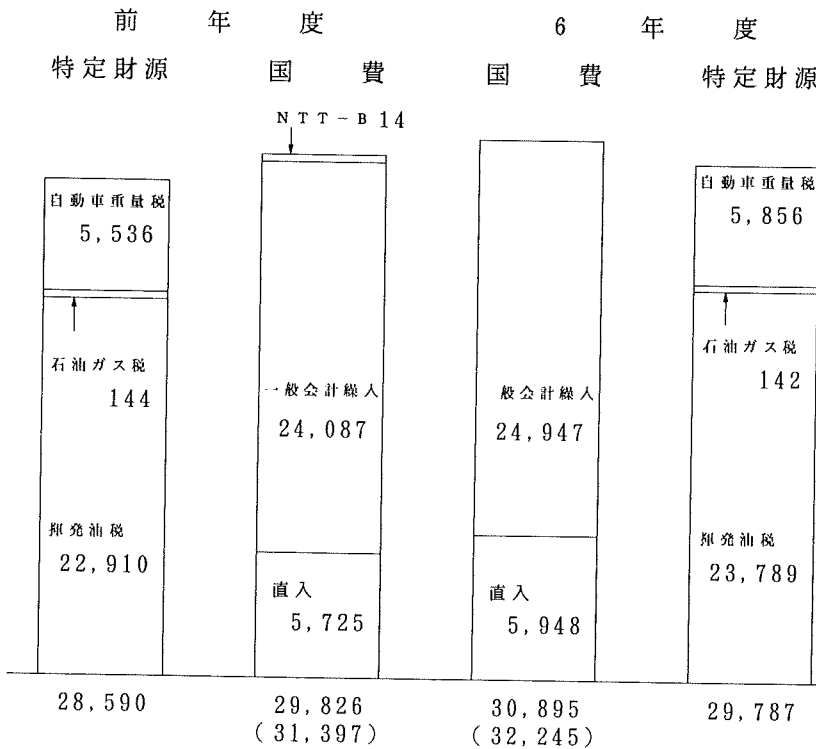 前年度
6年度
特定財源
国費
国費
特定財源
NTT-B 14
自動車重量税
5,536
石油ガス税
144
揮発油税
22,910
28,590
一般会計繰入
24,087
直入
5,725
29,826
(31,397)
般会計繰入
24,947
直入
5,948
30,895
(32,245)
自動車重量税
5,856
石油ガス税
142
揮発油税
23,789
29,787